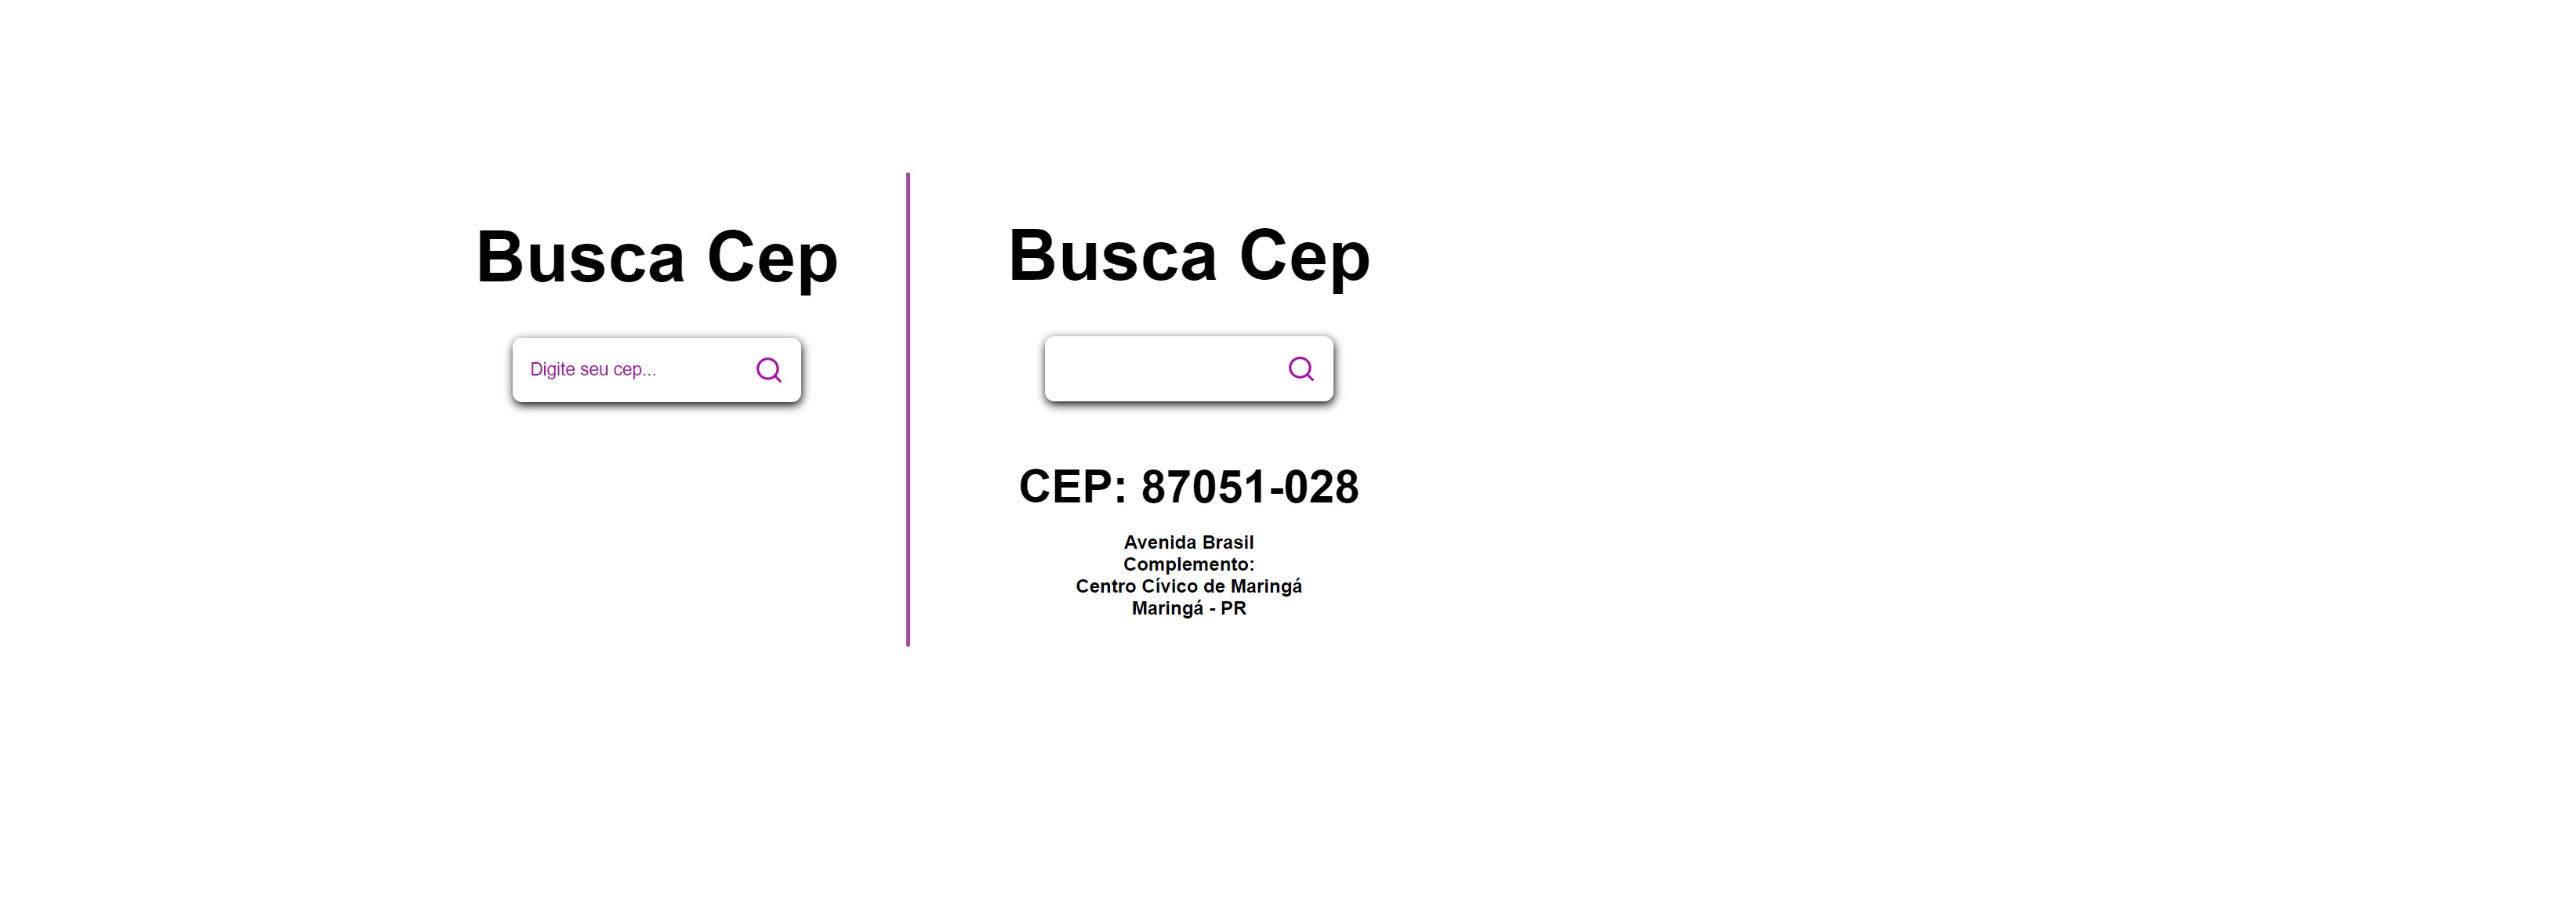 Busca Cep
Digite seu cep...
Busca Cep
CEP: 87051-028
Avenida Brasil
Complemento:
Centro Cívico de Maringá
Maringá - PR